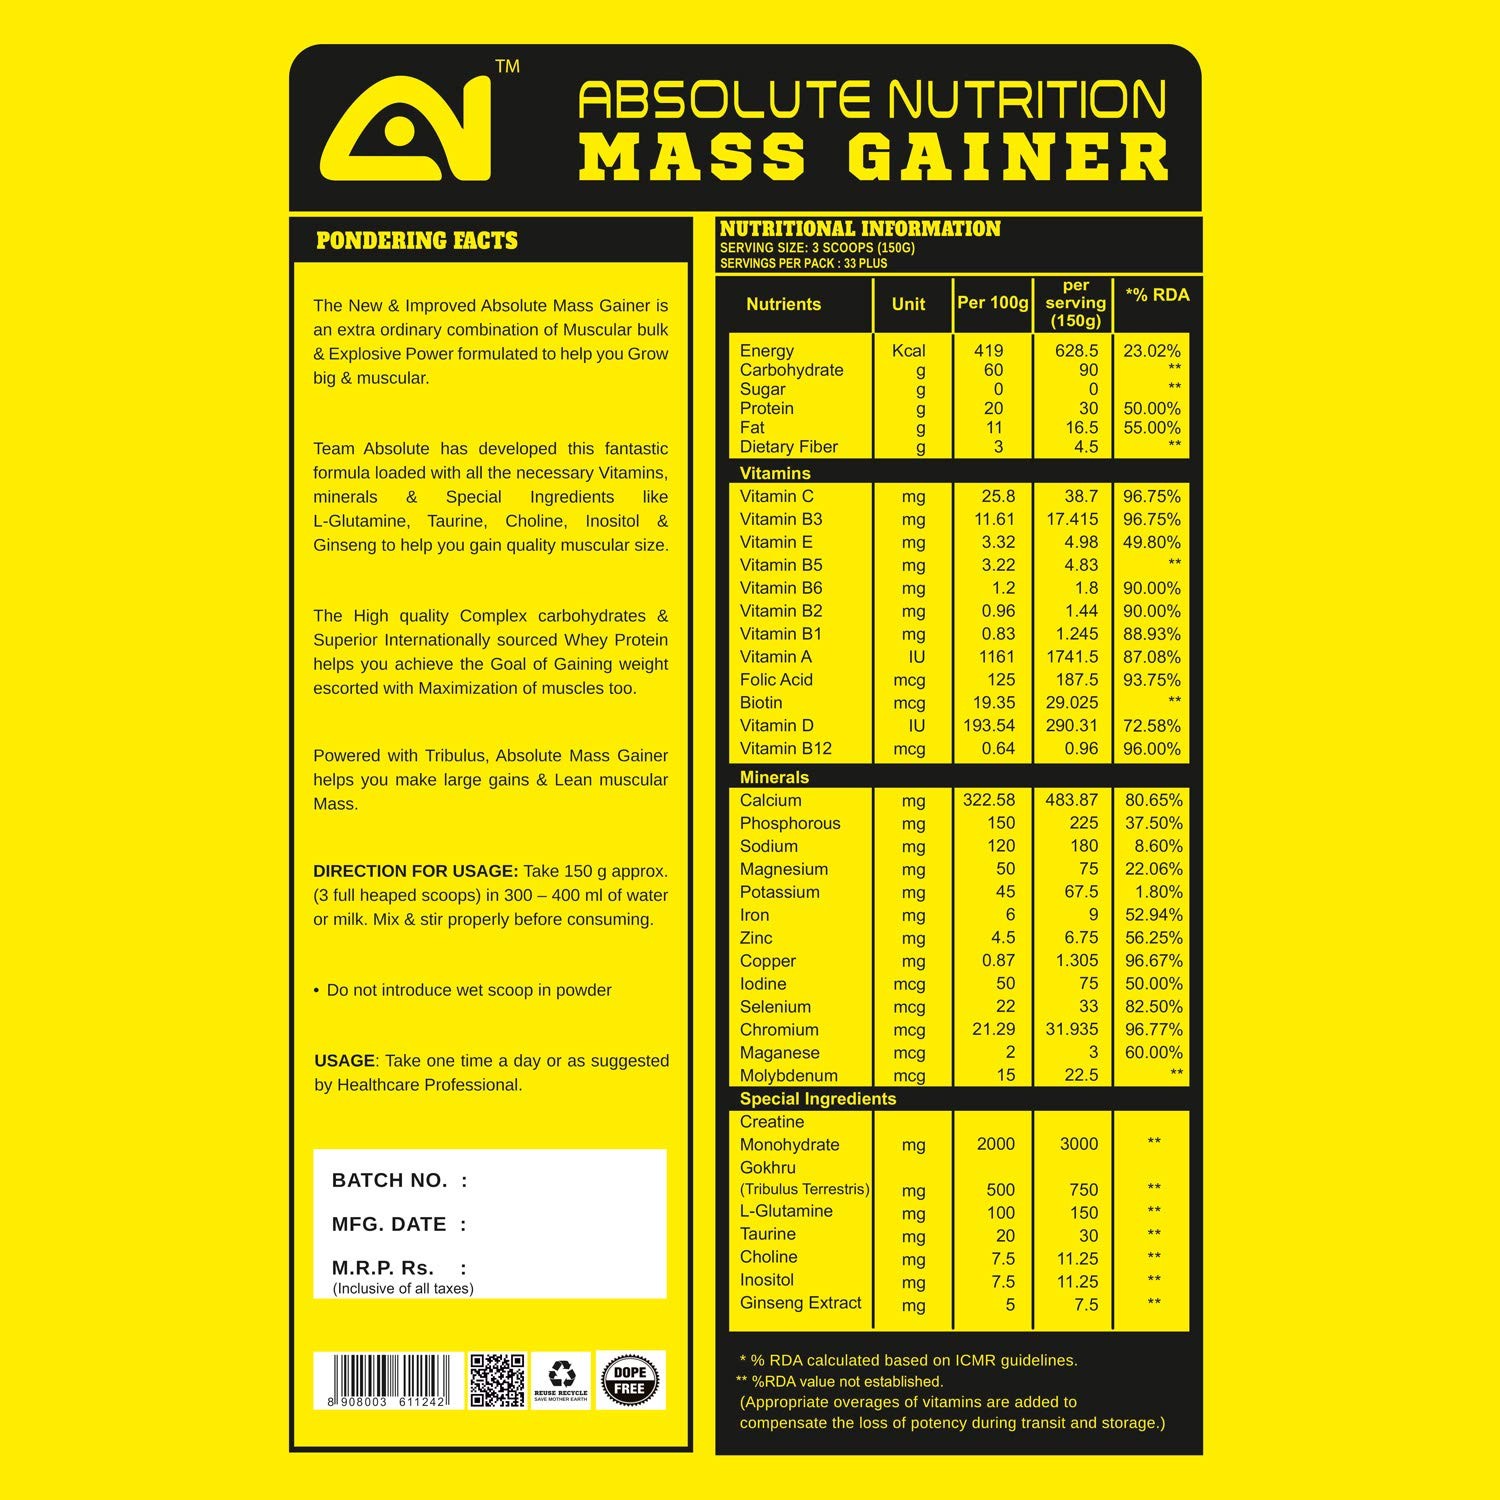 TM
ABSOLUTE NUTRITION
MASS GAINER
PONDERING FACTS
The New & Improved Absolute Mass Gainer is
an extra ordinary combination of Muscular bulk
& Explosive Power formulated to help you Grow
big & muscular.
Team Absolute has developed this fantastic
formula loaded with all the necessary Vitamins,
minerals & Special Ingredients like
L-Glutamine, Taurine, Choline, Inositol &
Ginseng to help you gain quality muscular size.
The High quality Complex carbohydrates &
Superior Internationally sourced Whey Protein
helps you achieve the Goal of Gaining weight
escorted with Maximization of muscles too.
Powered with Tribulus, Absolute Mass Gainer
helps you make large gains & Lean muscular
Mass.
DIRECTION FOR USAGE: Take 150 g approx.
(3 full heaped scoops) in 300 – 400 ml of water
or milk. Mix & stir properly before consuming.
• Do not introduce wet scoop in powder
USAGE: Take one time a day or as suggested
by Healthcare Professional.
BATCH NO. :
MFG. DATE :
M.R.P. Rs. :
(Inclusive of all taxes)
8 908003 611242
REUSE RECYCLE
SAVE MOTHER EARTH
DOPE
FREE
NUTRITIONAL INFORMATION
SERVING SIZE: 3 SCOOPS (150G)
SERVINGS PER PACK : 33 PLUS
Nutrients Unit Per 100g per serving (150g) *% RDA
Energy Kcal 419 628.5 23.02%
Carbohydrate g 60 90 **
Sugar g 0 0 **
Protein g 20 30 50.00%
Fat g 11 16.5 55.00%
Dietary Fiber g 3 4.5 **
Vitamins
Vitamin C mg 25.8 38.7 96.75%
Vitamin B3 mg 11.61 17.415 96.75%
Vitamin E mg 3.32 4.98 49.80%
Vitamin B5 mg 3.22 4.83 **
Vitamin B6 mg 1.2 1.8 90.00%
Vitamin B2 mg 0.96 1.44 90.00%
Vitamin B1 mg 0.83 1.245 88.93%
Vitamin A IU 1161 1741.5 87.08%
Folic Acid mcg 125 187.5 93.75%
Biotin mcg 19.35 29.025 **
Vitamin D IU 193.54 290.31 72.58%
Vitamin B12 mcg 0.64 0.96 96.00%
Minerals
Calcium mg 322.58 483.87 80.65%
Phosphorous mg 150 225 37.50%
Sodium mg 120 180 8.60%
Magnesium mg 50 75 22.06%
Potassium mg 45 67.5 1.80%
Iron mg 6 9 52.94%
Zinc mg 4.5 6.75 56.25%
Copper mg 0.87 1.305 96.67%
Iodine mcg 50 75 50.00%
Selenium mcg 22 33 82.50%
Chromium mcg 21.29 31.935 96.77%
Maganese mcg 2 3 60.00%
Molybdenum mcg 15 22.5 **
Special Ingredients
Creatine
Monohydrate mg 2000 3000 **
Gokhru
(Tribulus Terrestris) mg 500 750 **
L-Glutamine mg 100 150 **
Taurine mg 20 30 **
Choline mg 7.5 11.25 **
Inositol mg 7.5 11.25 **
Ginseng Extract mg 5 7.5 **
* % RDA calculated based on ICMR guidelines.
** %RDA value not established.
(Appropriate overages of vitamins are added to
compensate the loss of potency during transit and storage.)